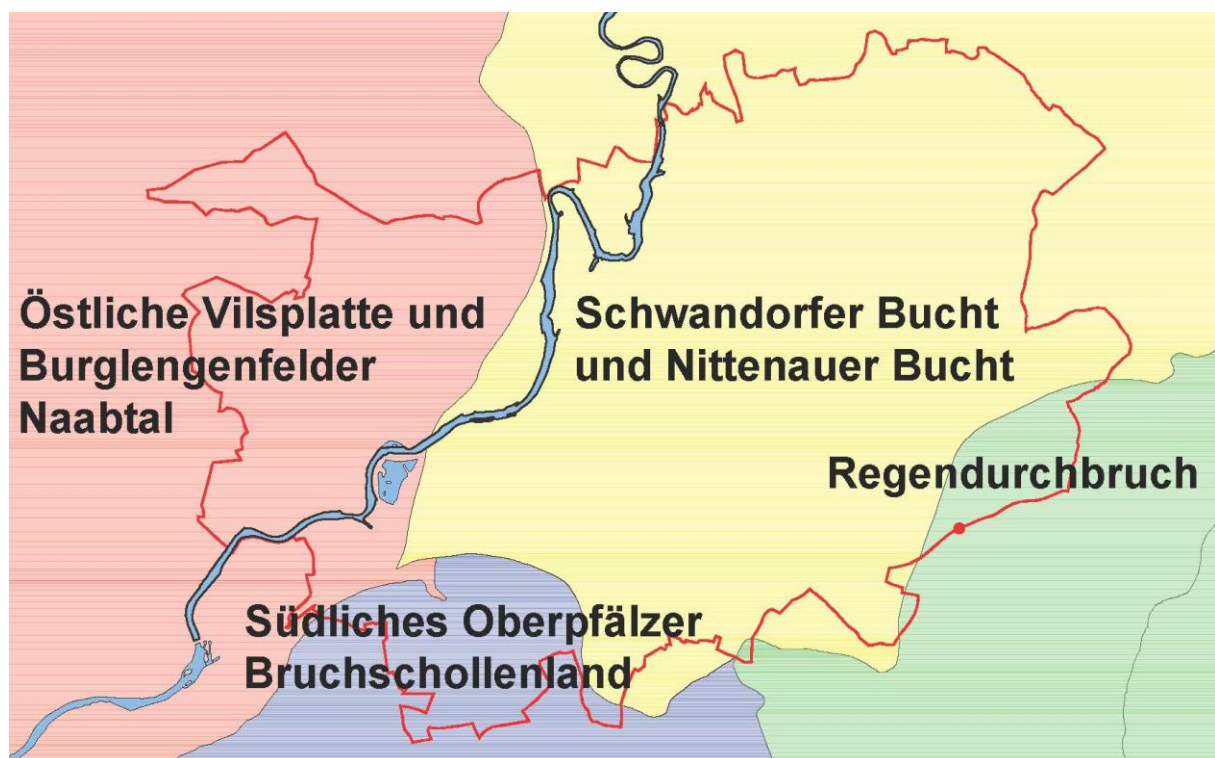 Östliche Vilsplatte und
Burglengenfelder
Naabtal
Schwandorfer Bucht
und Nittenauer Bucht
Regendurchbruch
Südliches Oberpfälzer
Bruchschollenland